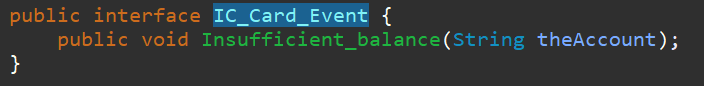 public interface IC_Card_Event {
    public void Insufficient_balance(String theAccount);
}